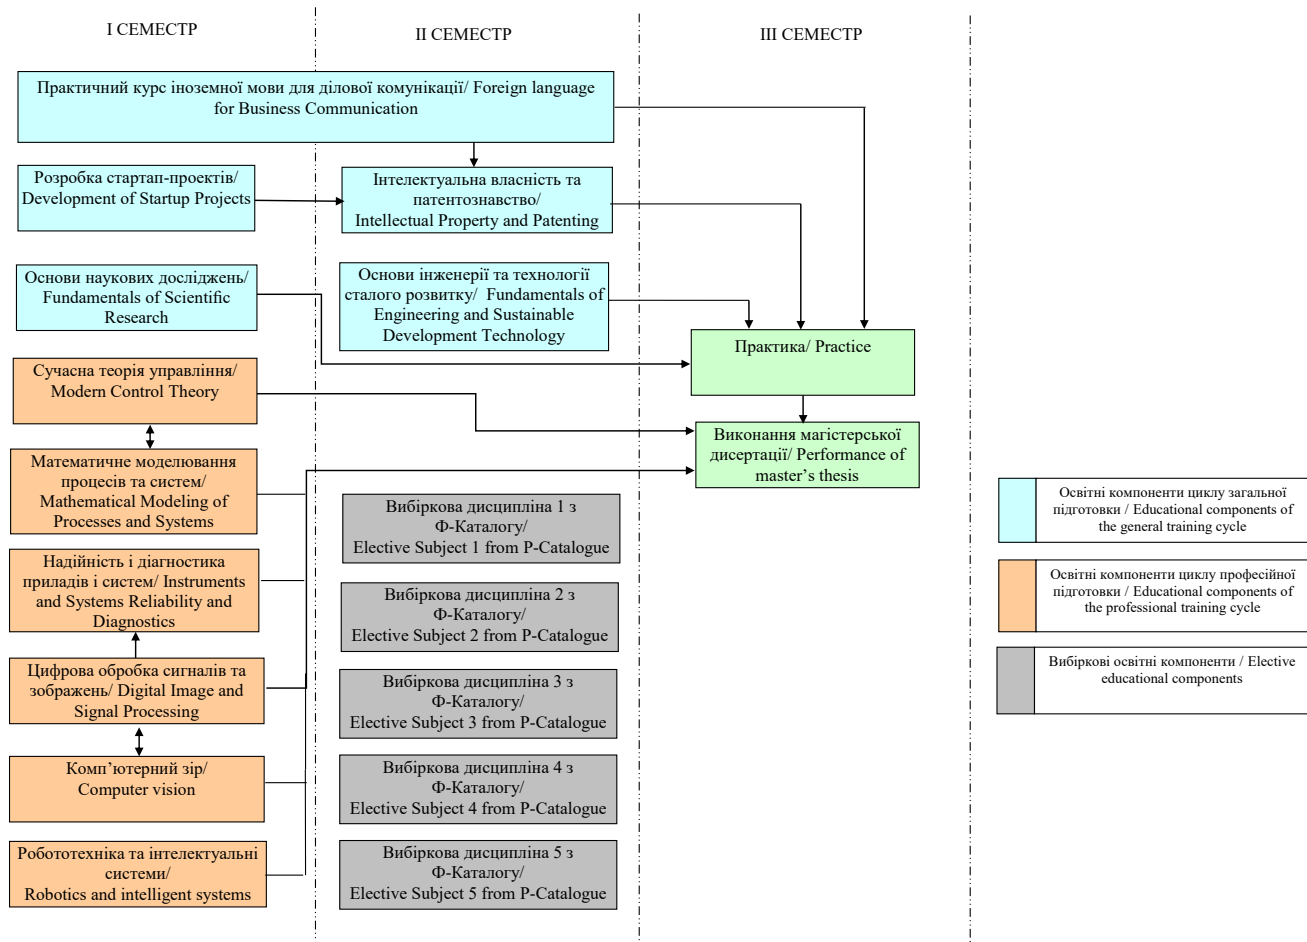 І СЕМЕСТР
ІІ СЕМЕСТР
ІІІ СЕМЕСТР
Практичний курс іноземної мови для ділової комунікації/ Foreign language
for Business Communication
Розробка стартап-проектів/
Development of Startup Projects
Інтелектуальна власність та
патентознавство/
Intellectual Property and Patenting
Основи наукових досліджень/
Fundamentals of Scientific
Research
Основи інженерії та технології
сталого розвитку/ Fundamentals of
Engineering and Sustainable
Development Technology
Практика/ Practice
Сучасна теорія управління/
Modern Control Theory
Виконання магістерської
дисертації/ Performance of
master’s thesis
Математичне моделювання
процесів та систем/
Mathematical Modeling of
Processes and Systems
Вибіркова дисципліна 1 з
Ф-Каталогу/
Elective Subject 1 from P-Catalogue
Надійність і діагностика
приладів і систем/ Instruments
and Systems Reliability and
Diagnostics
Вибіркова дисципліна 2 з
Ф-Каталогу/
Elective Subject 2 from P-Catalogue
Цифрова обробка сигналів та
зображень/ Digital Image and
Signal Processing
Вибіркова дисципліна 3 з
Ф-Каталогу/
Elective Subject 3 from P-Catalogue
Комп’ютерний зір/
Computer vision
Вибіркова дисципліна 4 з
Ф-Каталогу/
Elective Subject 4 from P-Catalogue
Робототехніка та інтелектуальні
системи/
Robotics and intelligent systems
Вибіркова дисципліна 5 з
Ф-Каталогу/
Elective Subject 5 from P-Catalogue
Освітні компоненти циклу загальної
підготовки / Educational components of
the general training cycle
Освітні компоненти циклу професійної
підготовки / Educational components of
the professional training cycle
Вибіркові освітні компоненти / Elective
educational components